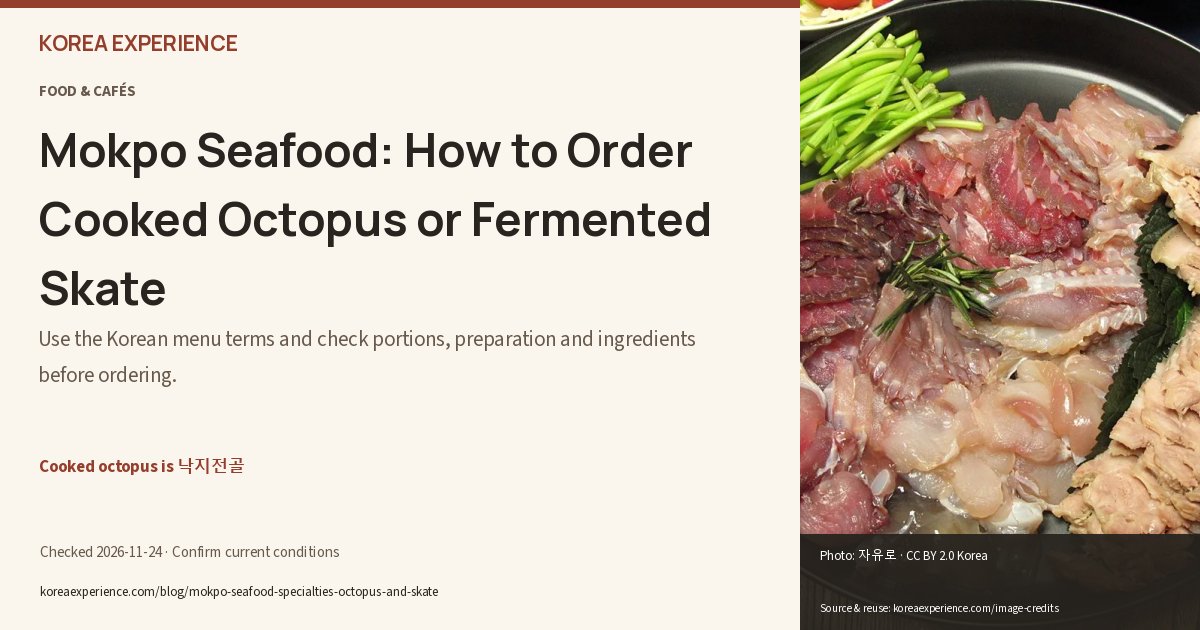 KOREA EXPERIENCE
FOOD & CAFÉS
Mokpo Seafood: How to Order
Cooked Octopus or Fermented
Skate
Use the Korean menu terms and check portions, preparation and ingredients
before ordering.
Cooked octopus is 낙지전골
Checked 2026-11-24 · Confirm current conditions
koreaexperience.com/blog/mokpo-seafood-specialties-octopus-and-skate
Photo: 자유로 · CC BY 2.0 Korea
Source & reuse: koreaexperience.com/image-credits